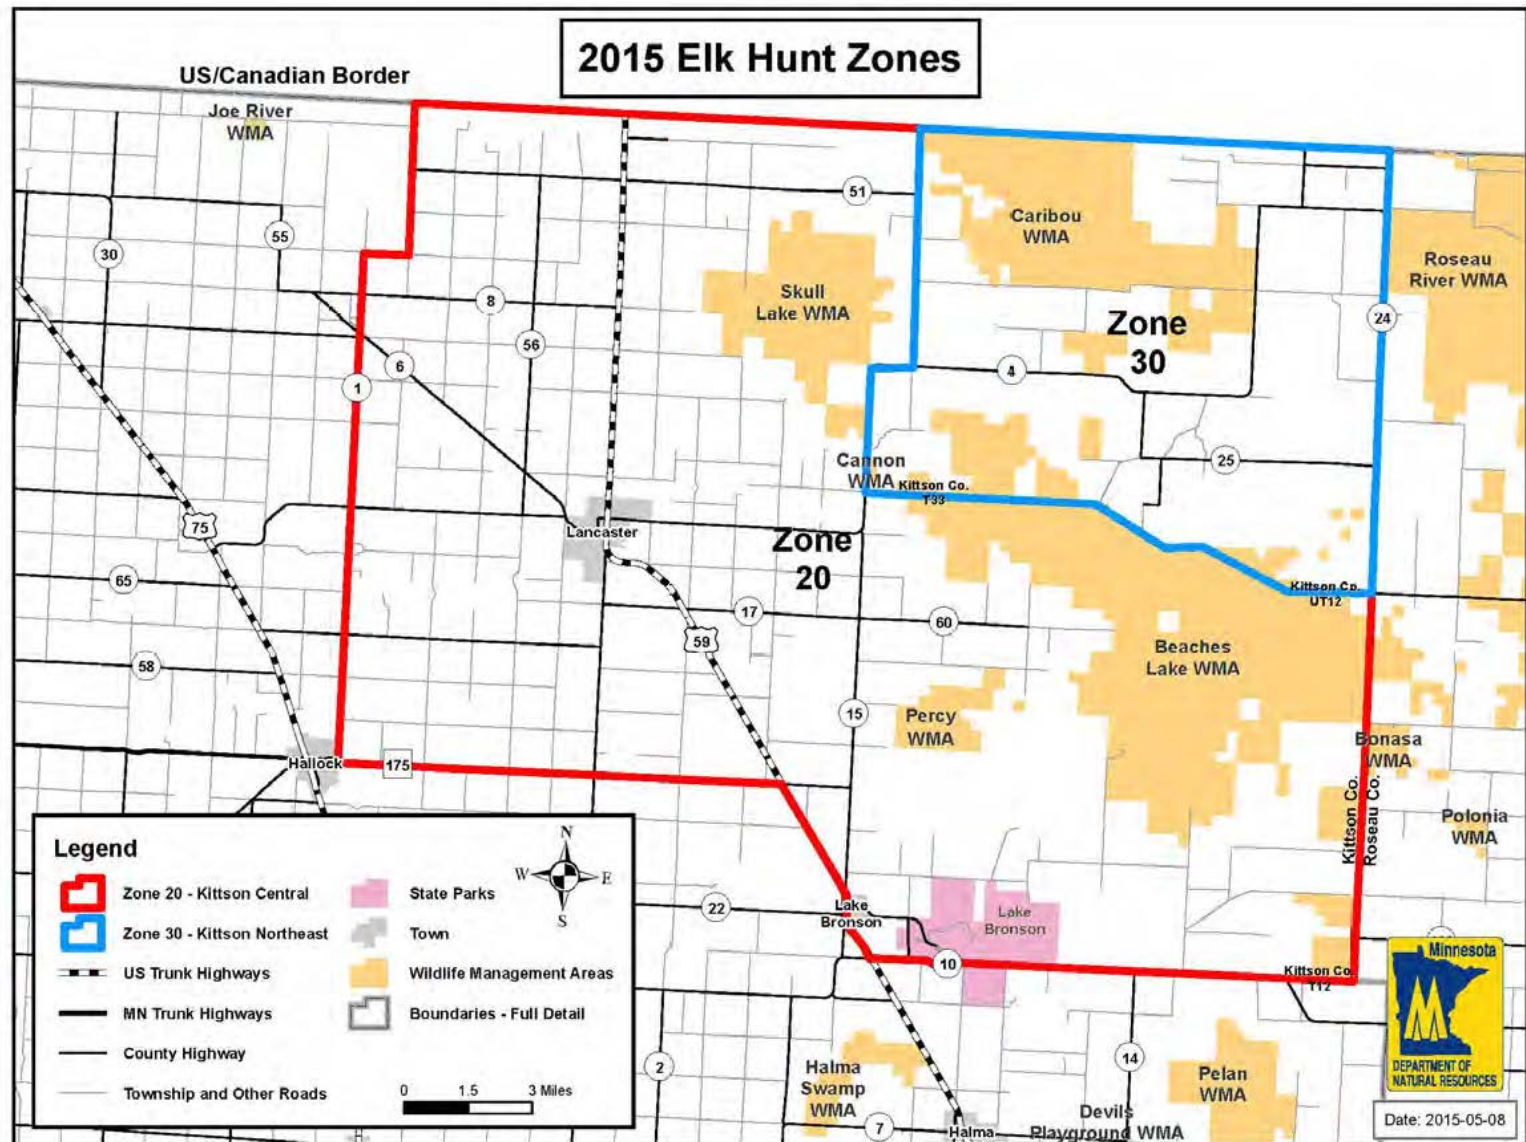 2015 Elk Hunt Zones
US/Canadian Border
Joe River
WMA
51
Caribou
WMA
Roseau
River WMA
55
30
8
Skull
Lake WMA
Zone
30
24
56
6
4
1
Cannon
WMA
25
Kittson Co.
T33
75
Lancaster
Zone
20
65
Kittson Co.
UT12
17
60
59
58
Beaches
Lake WMA
15
Percy
WMA
Bonasa
WMA
Hallock
175
Kittson Co.
Roseau Co.
Polonia
WMA
Lake
Bronson
22
Lake
Bronson
10
Kittson Co.
T12
2
14
Halma
Swamp
WMA
Pelan
WMA
Devils
Playground WMA
7
Halma
Legend
N
W
E
S
Zone 20 - Kittson Central
State Parks
Zone 30 - Kittson Northeast
Town
US Trunk Highways
Wildlife Management Areas
MN Trunk Highways
Boundaries - Full Detail
County Highway
Township and Other Roads
0 1.5 3 Miles
Minnesota
DEPARTMENT OF
NATURAL RESOURCES
Date: 2015-05-08